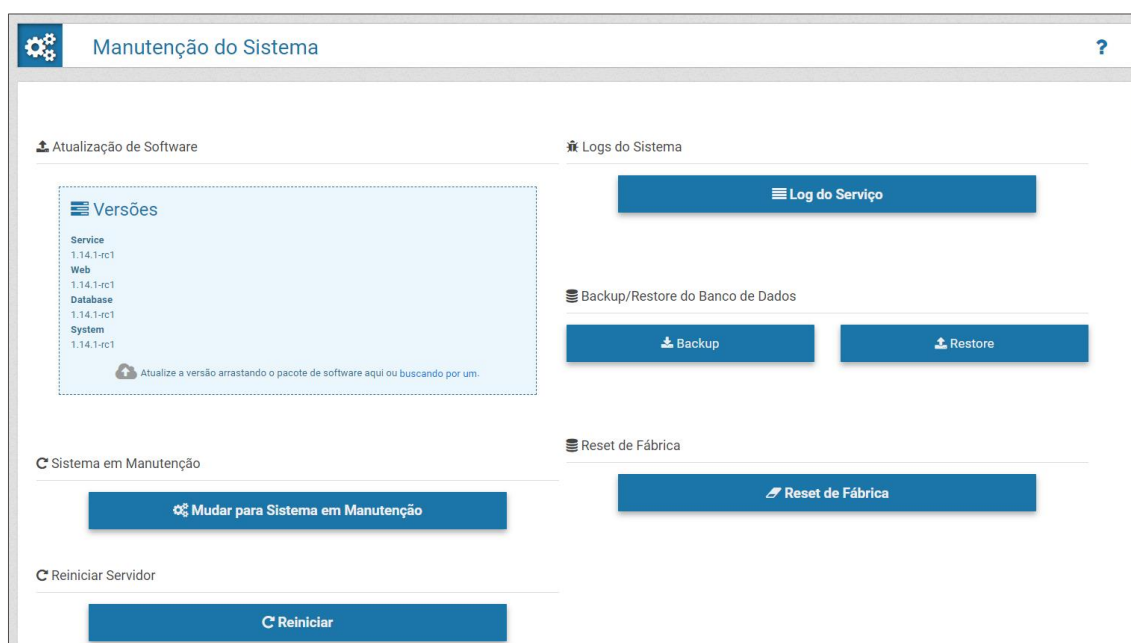 Manutenção do Sistema
?
Atualização de Software
Versões
Service
1.14.1-rc1
Web
1.14.1-rc1
Database
1.14.1-rc1
System
1.14.1-rc1
Atualize a versão arrastando o pacote de software aqui ou buscando por um.
Sistema em Manutenção
Mudar para Sistema em Manutenção
Reiniciar Servidor
Reiniciar
Logs do Sistema
Log do Serviço
Backup/Restore do Banco de Dados
Backup
Restore
Reset de Fábrica
Reset de Fábrica